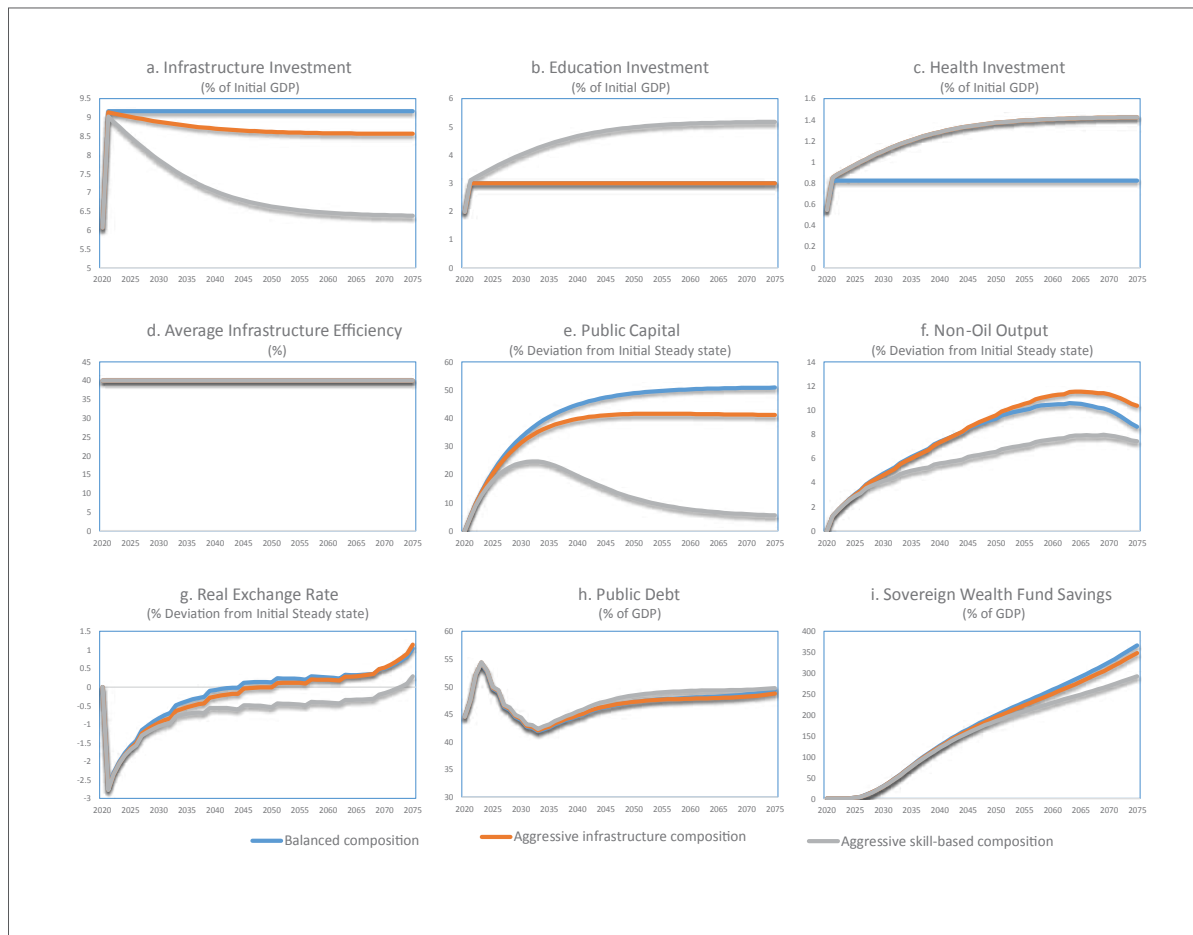 a. Infrastructure Investment
(% of Initial GDP)
9.5
9
8.5
8
7.5
7
6.5
6
5.5
5
2020 2025 2030 2035 2040 2045 2050 2055 2060 2065 2070 2075
b. Education Investment
(% of Initial GDP)
6
5
4
3
2
1
0
2020 2025 2030 2035 2040 2045 2050 2055 2060 2065 2070 2075
c. Health Investment
(% of Initial GDP)
1.6
1.4
1.2
1
0.8
0.6
0.4
0.2
0
2020 2025 2030 2035 2040 2045 2050 2055 2060 2065 2070 2075
d. Average Infrastructure Efficiency
(%)
45
40
35
30
25
20
15
10
5
0
2020 2025 2030 2035 2040 2045 2050 2055 2060 2065 2070 2075
e. Public Capital
(% Deviation from Initial Steady state)
60
50
40
30
20
10
0
2020 2025 2030 2035 2040 2045 2050 2055 2060 2065 2070 2075
f. Non-Oil Output
(% Deviation from Initial Steady state)
14
12
10
8
6
4
2
0
2020 2025 2030 2035 2040 2045 2050 2055 2060 2065 2070 2075
g. Real Exchange Rate
(% Deviation from Initial Steady state)
1.5
1
0.5
0
-0.5
-1
-1.5
-2
-2.5
-3
2020 2025 2030 2035 2040 2045 2050 2055 2060 2065 2070 2075
h. Public Debt
(% of GDP)
60
55
50
45
40
35
30
2020 2025 2030 2035 2040 2045 2050 2055 2060 2065 2070 2075
i. Sovereign Wealth Fund Savings
(% of GDP)
400
350
300
250
200
150
100
50
0
2020 2025 2030 2035 2040 2045 2050 2055 2060 2065 2070 2075
Balanced composition
Aggressive infrastructure composition
Aggressive skill-based composition